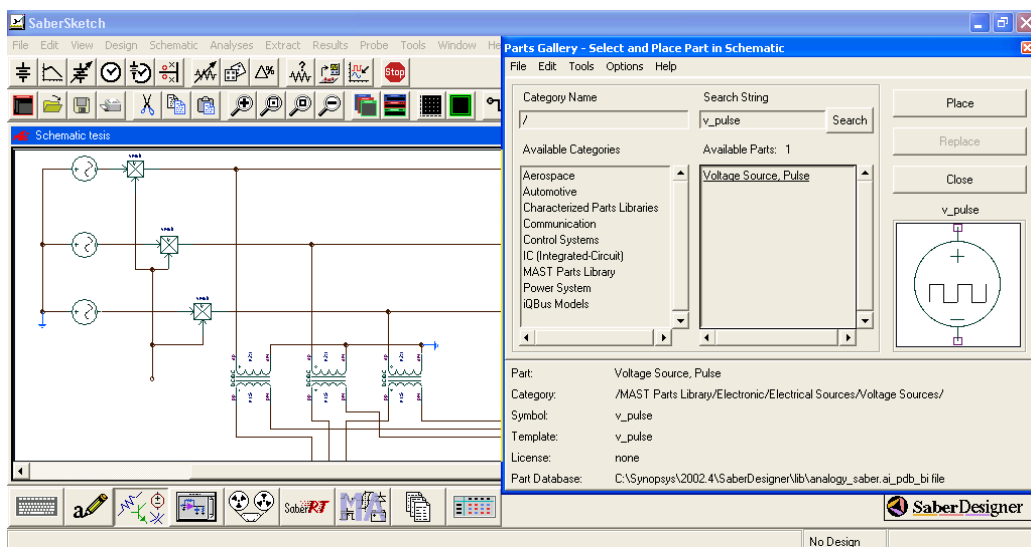 SaberSketch
File Edit View Design Schematic Analyses Extract Results Probe Tools Window He
Stop
Schematic tesis
Parts Gallery - Select and Place Part in Schematic
File Edit Tools Options Help
Category Name
/
Search String
v_pulse
Search
Available Categories
Aerospace
Automotive
Characterized Parts Libraries
Communication
Control Systems
IC (Integrated-Circuit)
MAST Parts Library
Power System
iQBus Models
Available Parts: 1
Voltage Source, Pulse
Place
Replace
Close
v_pulse
Part: Voltage Source, Pulse
Category: /MAST Parts Library/Electronic/Electrical Sources/Voltage Sources/
Symbol: v_pulse
Template: v_pulse
License: none
Part Database: C:\Synopsys\2002.4\SaberDesigner\lib\analogy_saber.ai_pdb_bi file
a
SaberRT
SaberDesigner
No Design